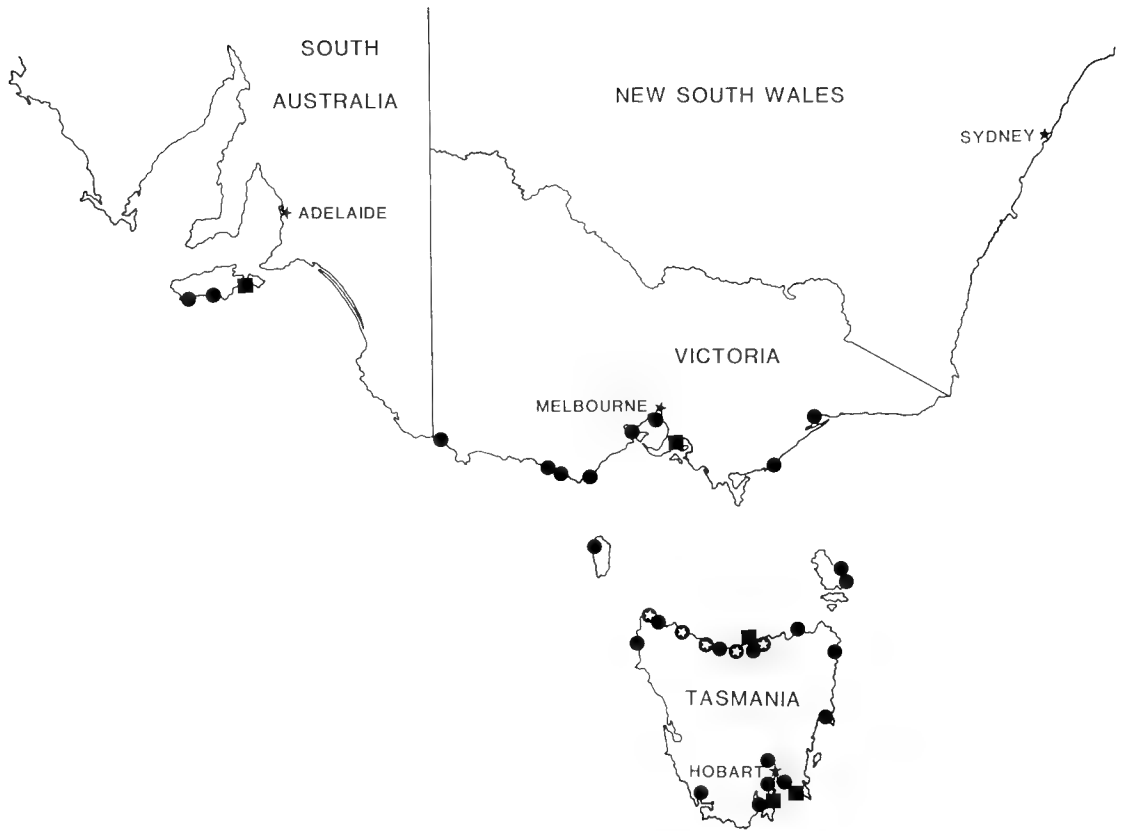 SOUTH
AUSTRALIA
NEW SOUTH WALES
SYDNEY
ADELAIDE
VICTORIA
MELBOURNE
TASMANIA
HOBART